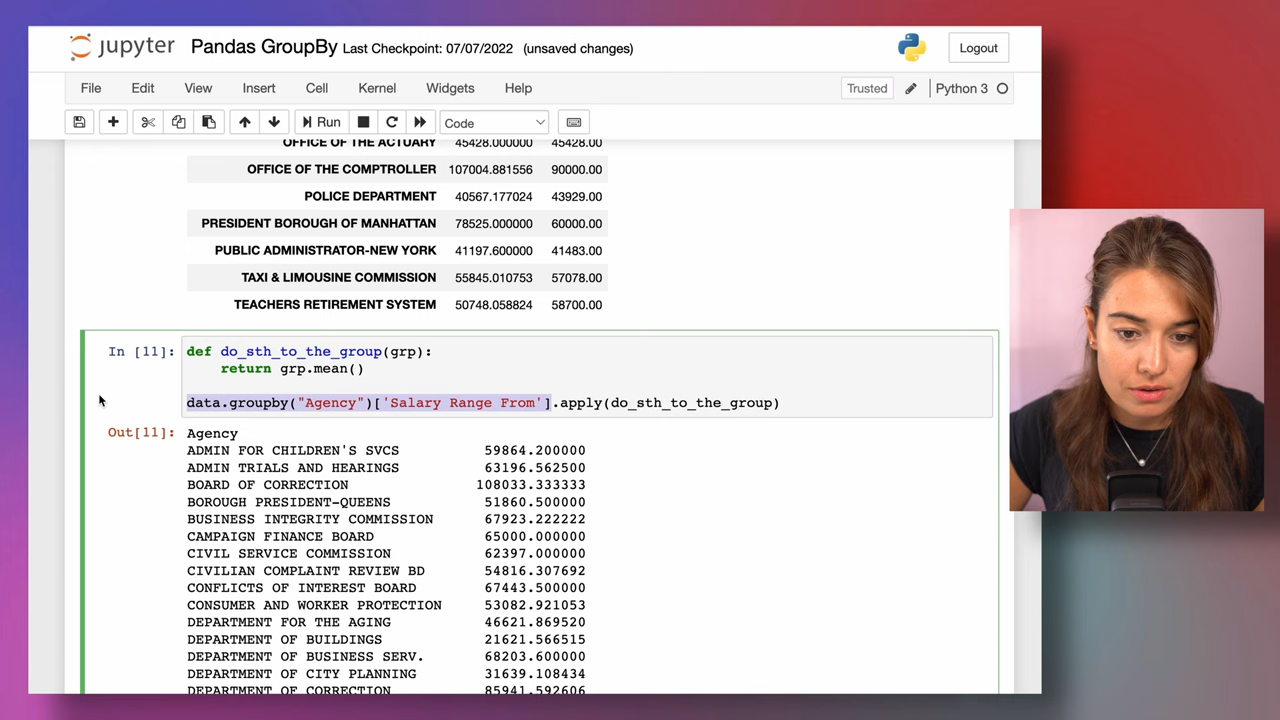 jupyter Pandas GroupBy Last Checkpoint: 07/07/2022 (unsaved changes) Logout
File Edit View Insert Cell Kernel Widgets Help Trusted Python 3
Run Code
OFFICE OF THE ACTUARY 45428.000000 45428.00
OFFICE OF THE COMPTROLLER 107004.881556 90000.00
POLICE DEPARTMENT 40567.177024 43929.00
PRESIDENT BOROUGH OF MANHATTAN 78525.000000 60000.00
PUBLIC ADMINISTRATOR-NEW YORK 41197.600000 41483.00
TAXI & LIMOUSINE COMMISSION 55845.010753 57078.00
TEACHERS RETIREMENT SYSTEM 50748.058824 58700.00
In [11]: def do_sth_to_the_group(grp):
return grp.mean()
data.groupby("Agency")['Salary Range From'].apply(do_sth_to_the_group)
Out[11]: Agency
ADMIN FOR CHILDREN'S SVCS 59864.200000
ADMIN TRIALS AND HEARINGS 63196.562500
BOARD OF CORRECTION 108033.333333
BOROUGH PRESIDENT-QUEENS 51860.500000
BUSINESS INTEGRITY COMMISSION 67923.222222
CAMPAIGN FINANCE BOARD 65000.000000
CIVIL SERVICE COMMISSION 62397.000000
CIVILIAN COMPLAINT REVIEW BD 54816.307692
CONFLICTS OF INTEREST BOARD 67443.500000
CONSUMER AND WORKER PROTECTION 53082.921053
DEPARTMENT FOR THE AGING 46621.869520
DEPARTMENT OF BUILDINGS 21621.566515
DEPARTMENT OF BUSINESS SERV. 68203.600000
DEPARTMENT OF CITY PLANNING 31639.108434
DEPARTMENT OF CORRECTION 85941.592606